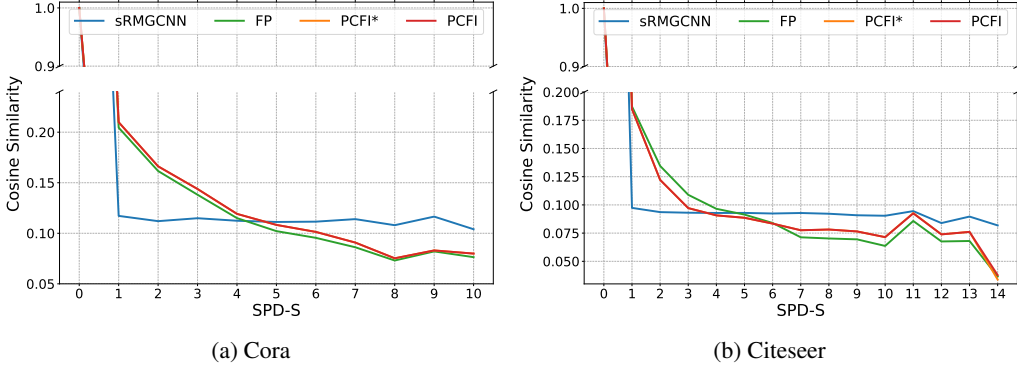 sRMGCNN FP PCFI* PCFI
1.0
0.9
0.20
0.15
0.10
0.05
Cosine Similarity
0 1 2 3 4 5 6 7 8 9 10
SPD-S
(a) Cora
sRMGCNN FP PCFI* PCFI
1.0
0.9
0.200
0.175
0.150
0.125
0.100
0.075
0.050
Cosine Similarity
0 1 2 3 4 5 6 7 8 9 10 11 12 13 14
SPD-S
(b) Citeseer